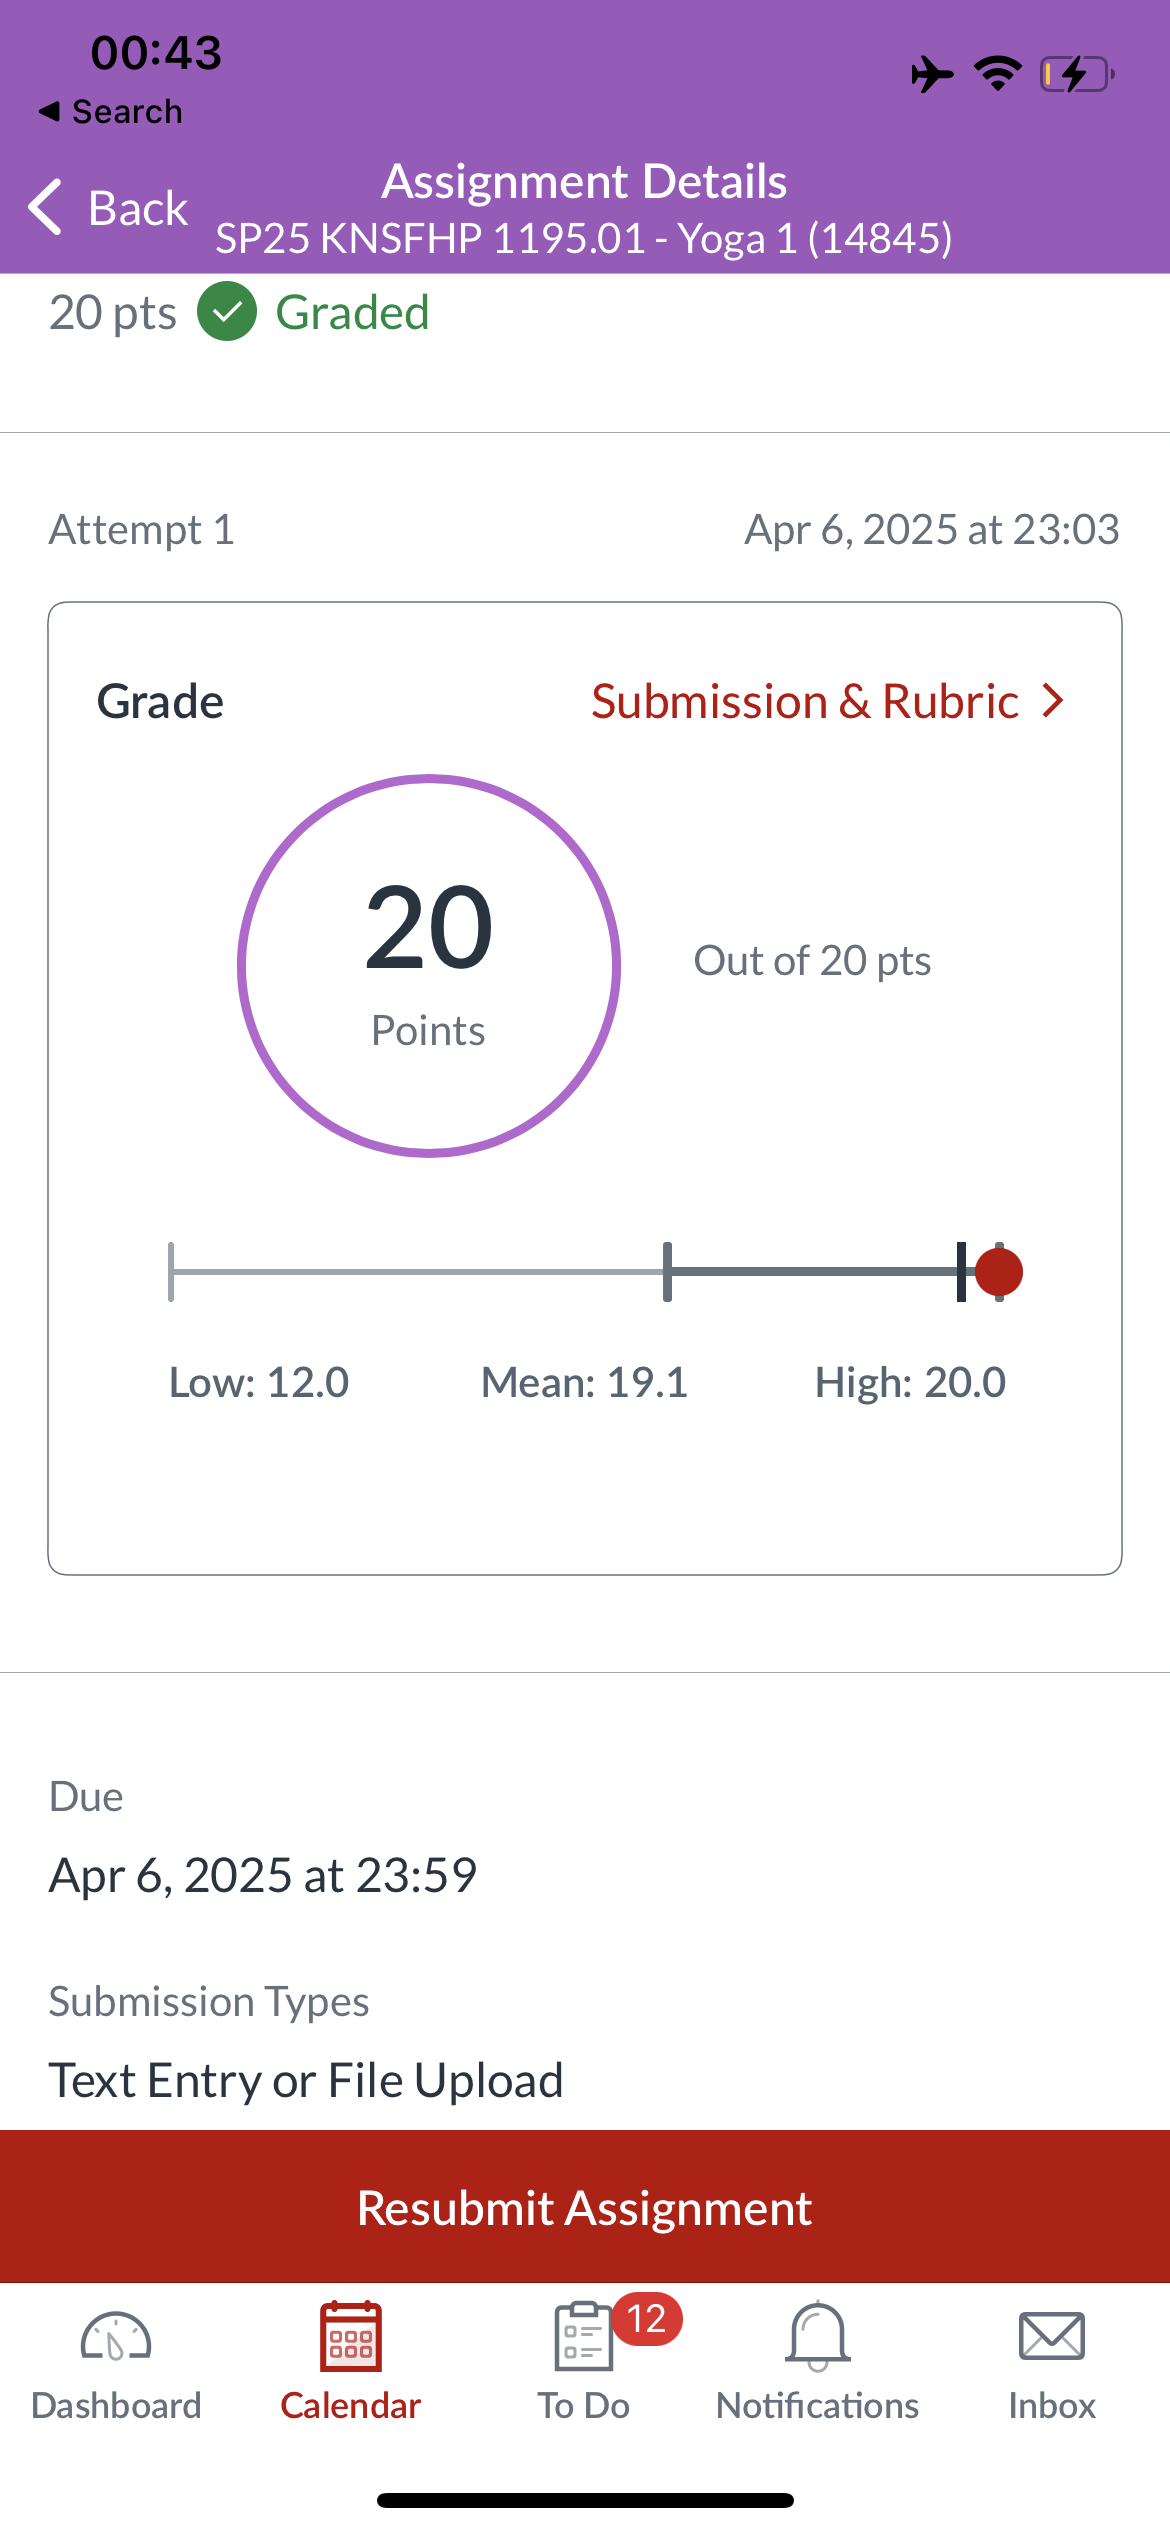 00:43
◀ Search
Back
Assignment Details
SP25 KNSFHP 1195.01 - Yoga 1 (14845)
20 pts Graded
Attempt 1
Apr 6, 2025 at 23:03
Grade
Submission & Rubric
20
Points
Out of 20 pts
Low: 12.0
Mean: 19.1
High: 20.0
Due
Apr 6, 2025 at 23:59
Submission Types
Text Entry or File Upload
Resubmit Assignment
12
Dashboard
Calendar
To Do
Notifications
Inbox